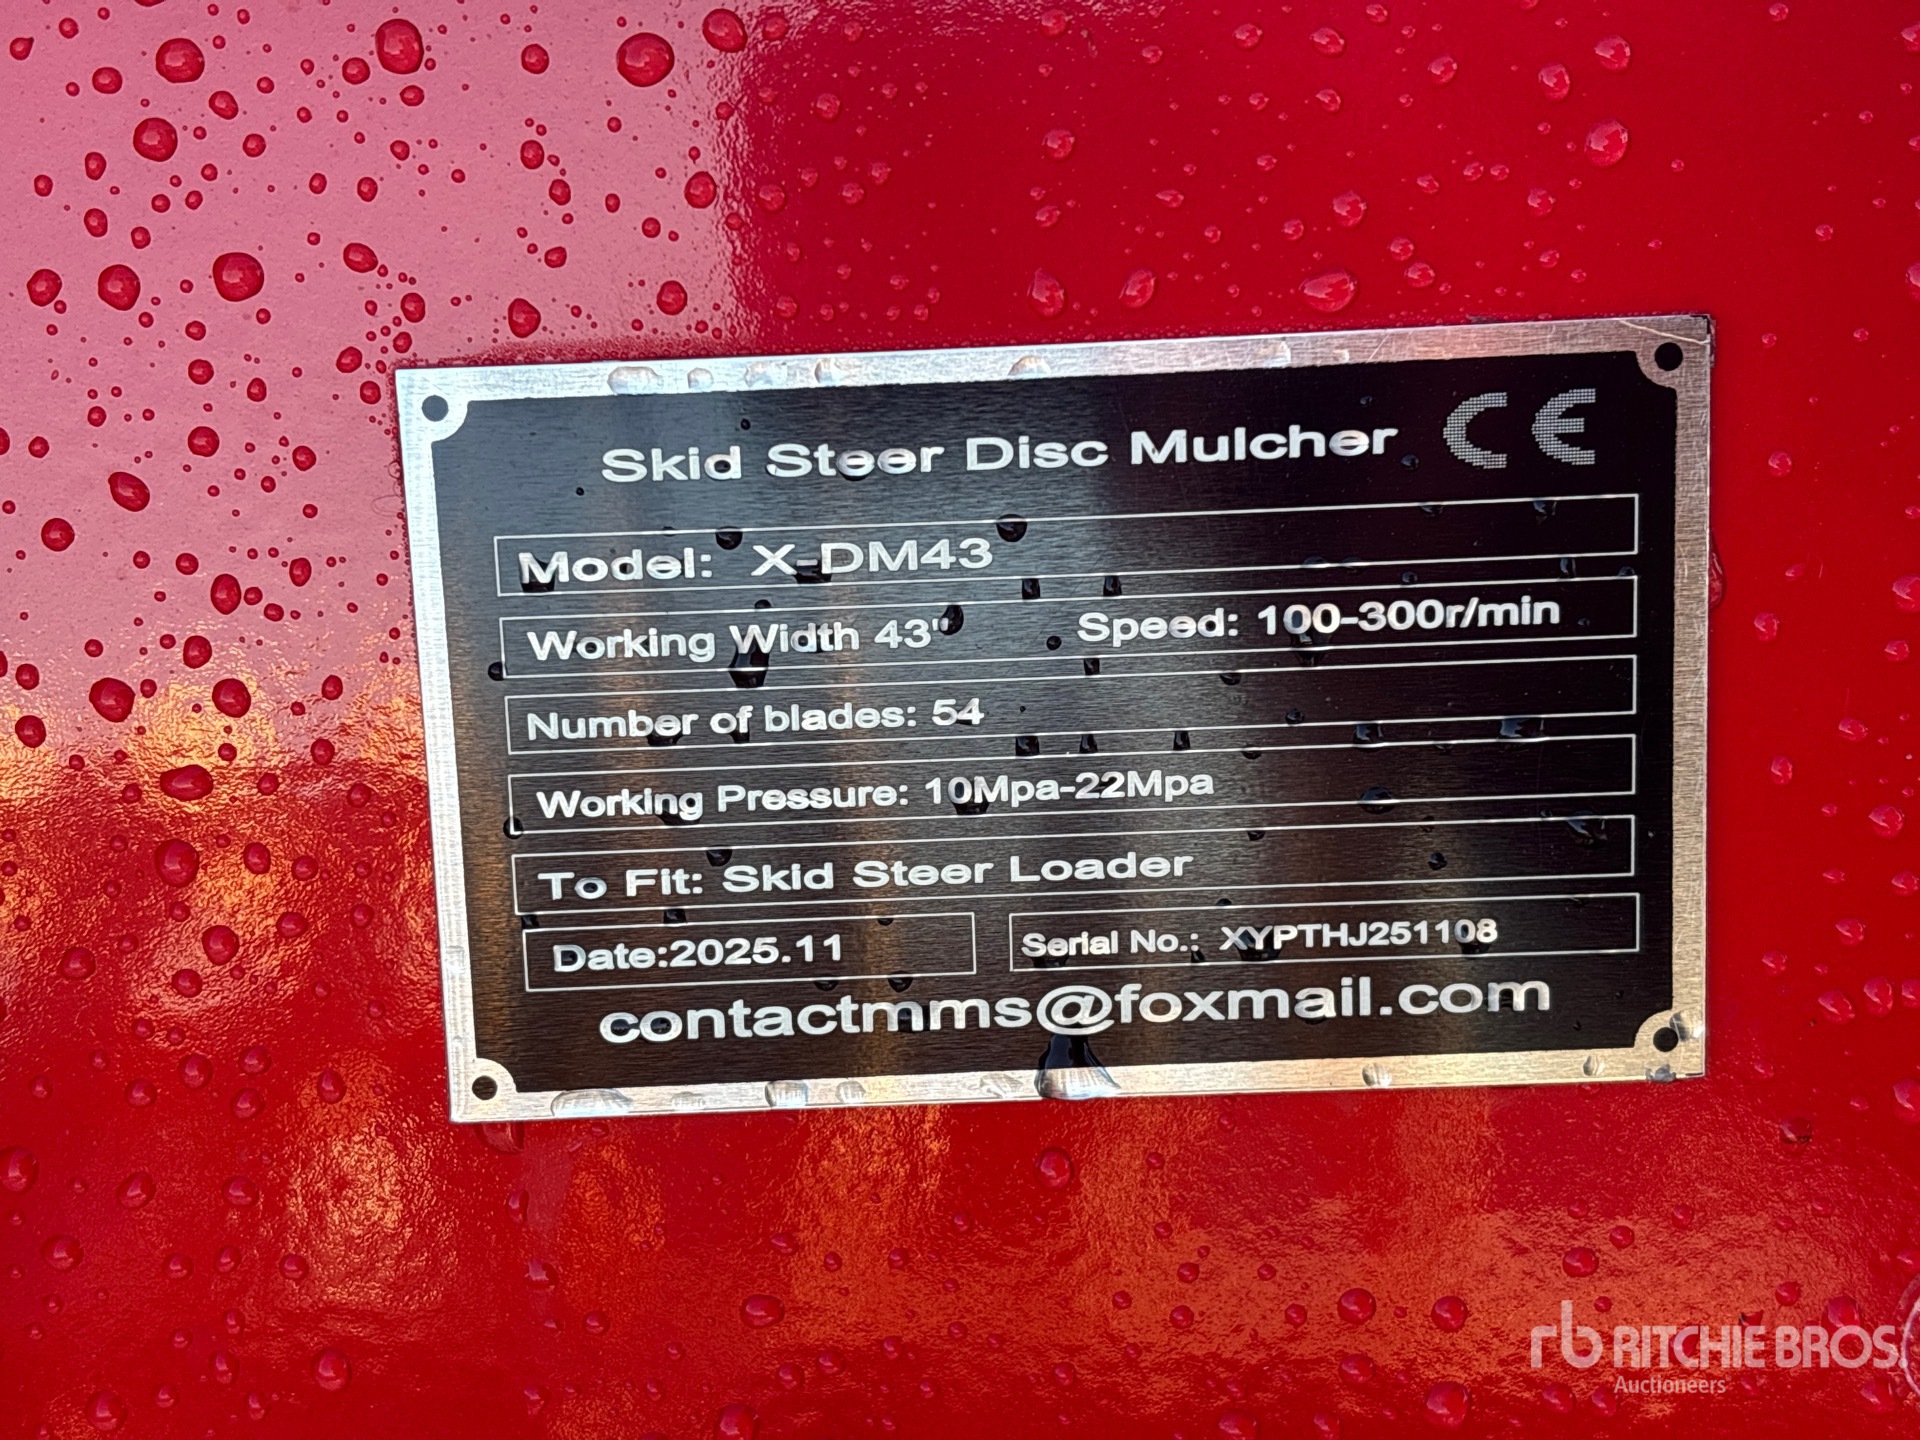 Skid Steer Disc Mulcher CE
Model: X-DM43
Working Width 43" Speed: 100-300r/min
Number of blades: 54
Working Pressure: 10Mpa-22Mpa
To Fit: Skid Steer Loader
Date:2025.11 Serial No.: XYPTHJ251108
contactmms@foxmail.com
rb RITCHIE BROS.
Auctioneers